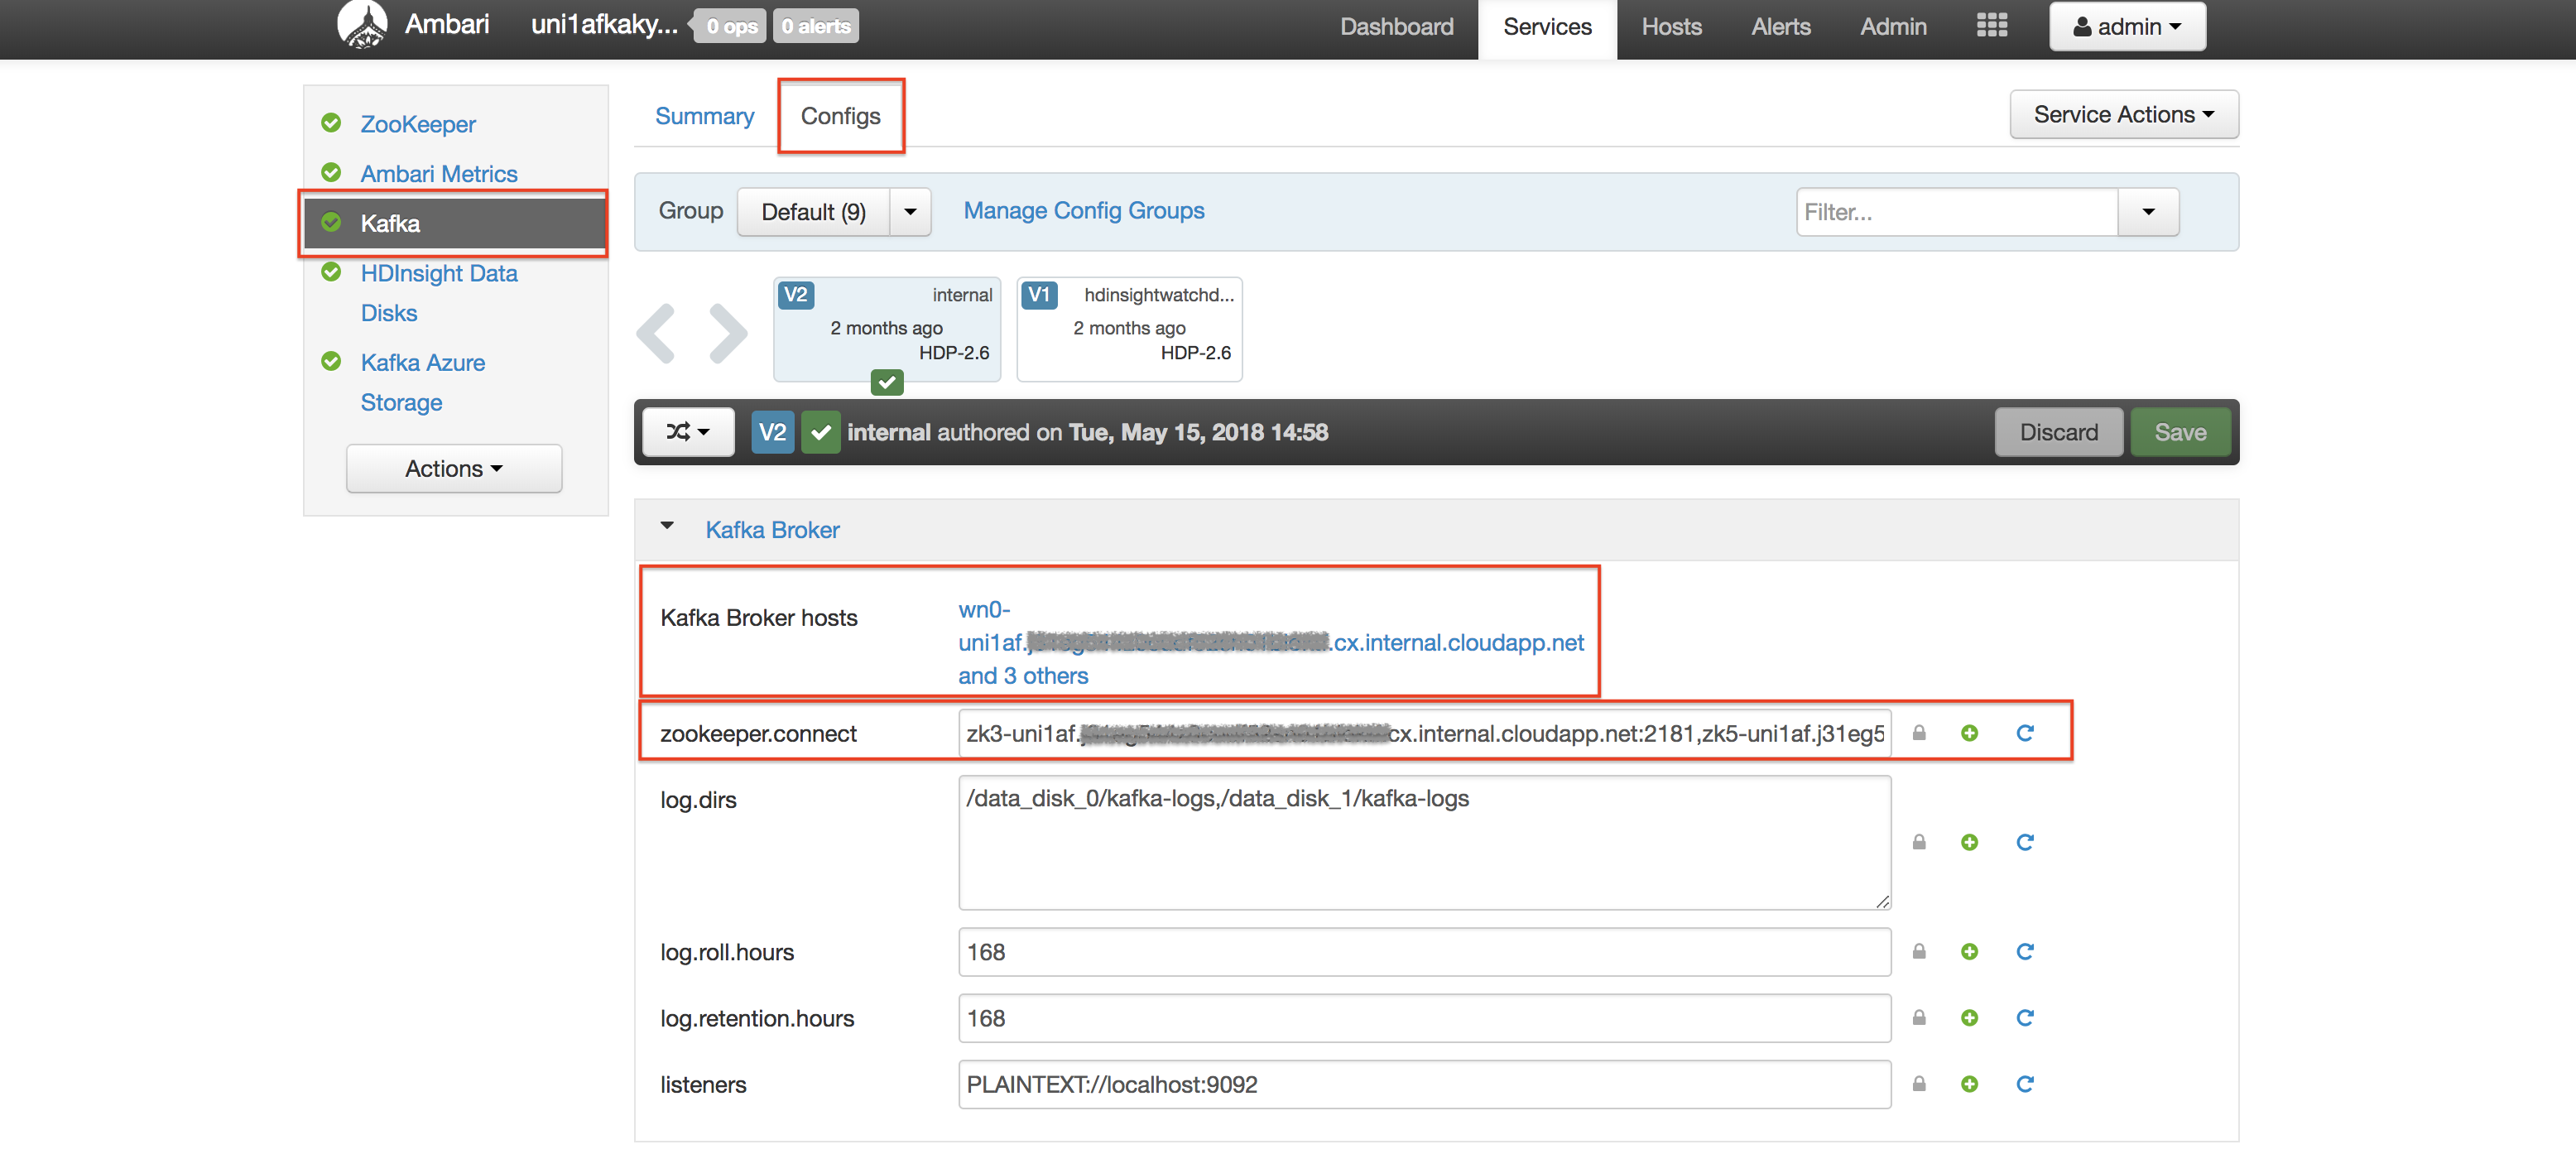 Ambari uni1afkaky... 0 ops 0 alerts Dashboard Services Hosts Alerts Admin admin
ZooKeeper
Ambari Metrics
Kafka
HDInsight Data
Disks
Kafka Azure
Storage
Actions
Summary Configs Service Actions
Group Default (9) Manage Config Groups Filter...
V2 internal
2 months ago
HDP-2.6
V1 hdinsightwatchd...
2 months ago
HDP-2.6
V2 internal authored on Tue, May 15, 2018 14:58 Discard Save
Kafka Broker
Kafka Broker hosts
wn0-
uni1af. .cx.internal.cloudapp.net
and 3 others
zookeeper.connect zk3-uni1af. cx.internal.cloudapp.net:2181,zk5-uni1af.j31eg5
log.dirs /data_disk_0/kafka-logs,/data_disk_1/kafka-logs
log.roll.hours 168
log.retention.hours 168
listeners PLAINTEXT://localhost:9092